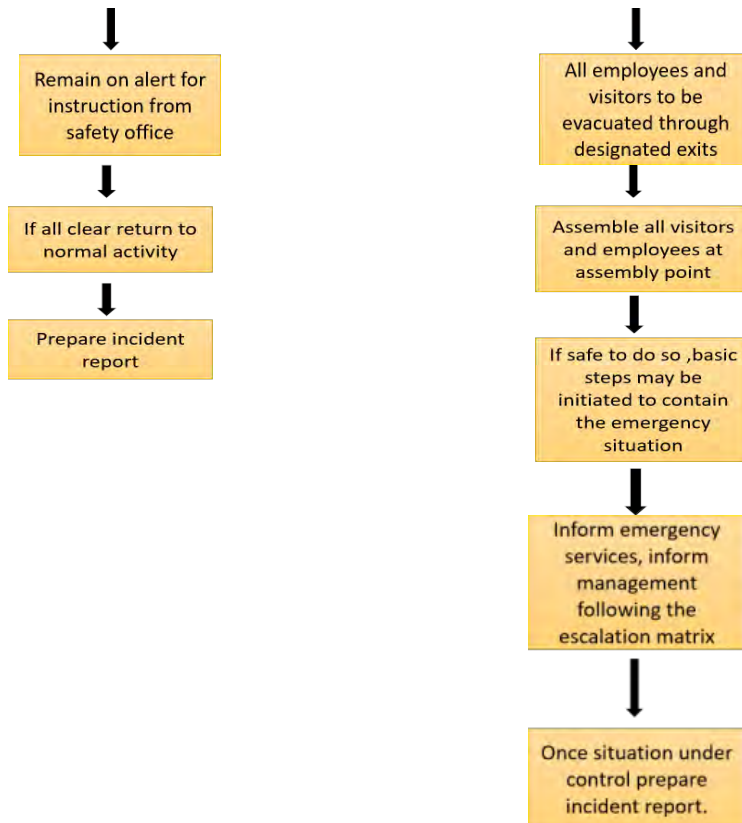 Remain on alert for
instruction from
safety office
If all clear return to
normal activity
Prepare incident
report
All employees and
visitors to be
evacuated through
designated exits
Assemble all visitors
and employees at
assembly point
If safe to do so ,basic
steps may be
initiated to contain
the emergency
situation
Inform emergency
services, inform
management
following the
escalation matrix
Once situation under
control prepare
incident report.